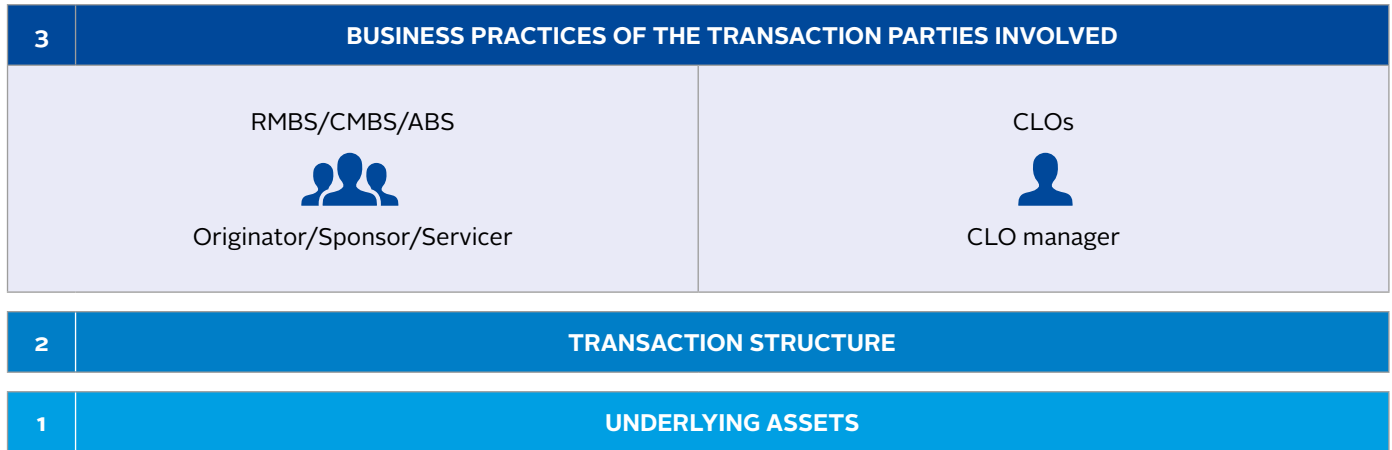 3 BUSINESS PRACTICES OF THE TRANSACTION PARTIES INVOLVED
RMBS/CMBS/ABS
Originator/Sponsor/Servicer
CLOs
CLO manager
2 TRANSACTION STRUCTURE
1 UNDERLYING ASSETS